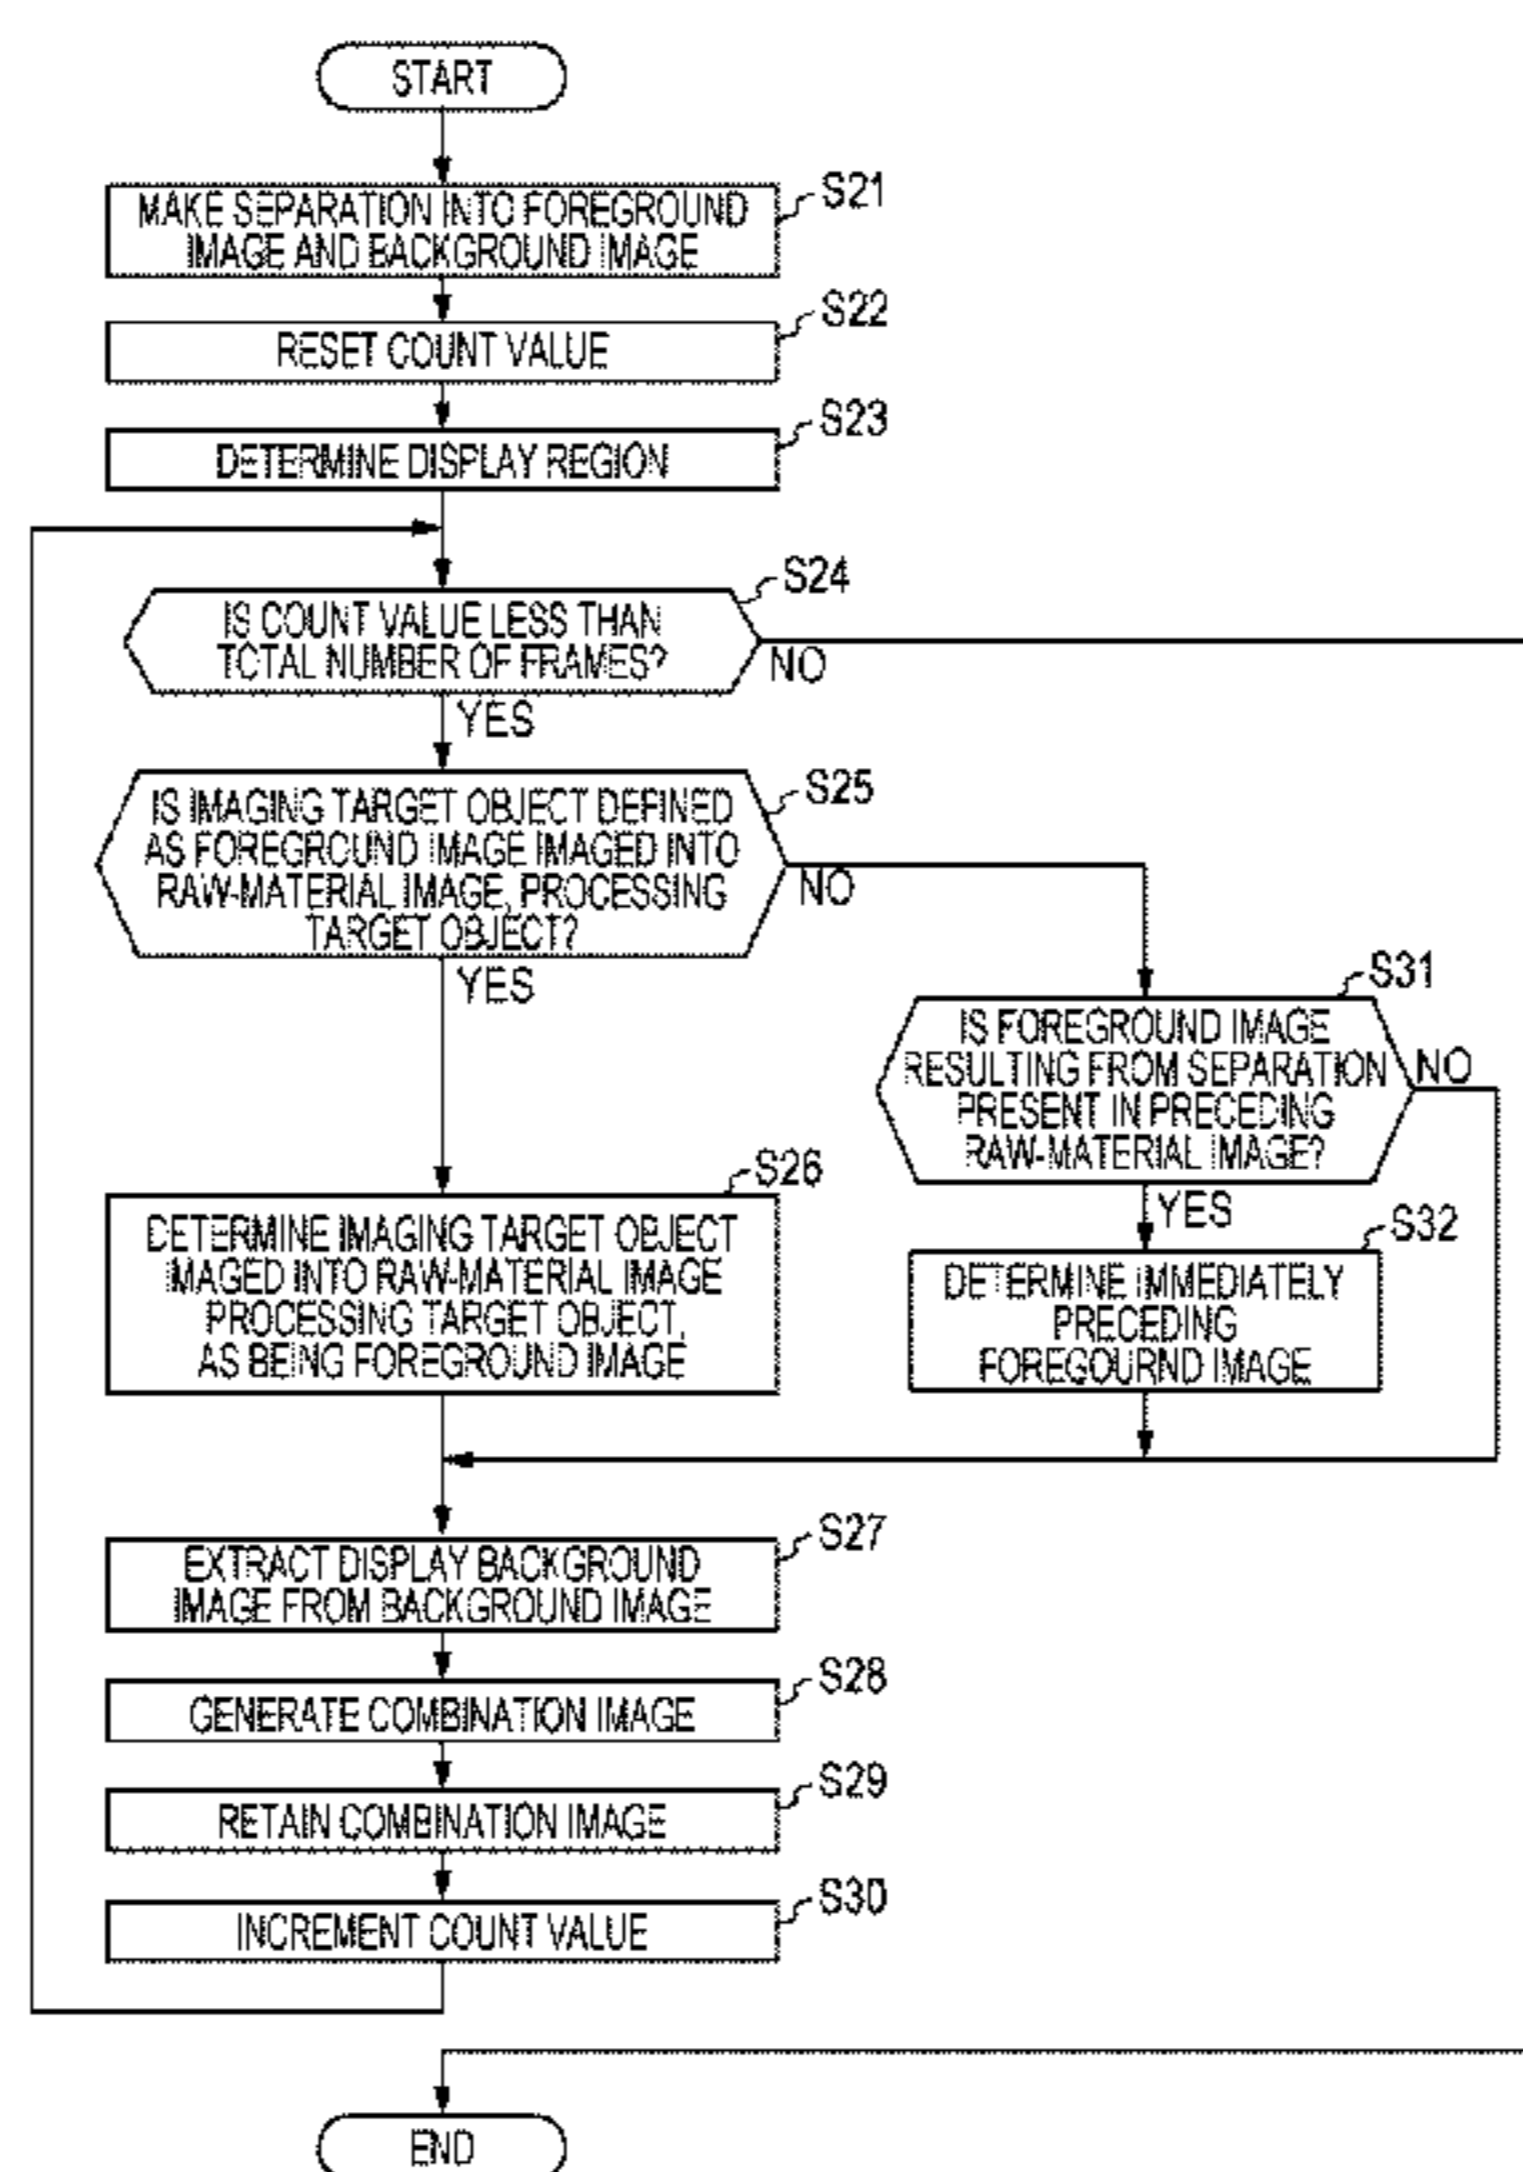 START
S21
MAKE SEPARATION INTO FOREGROUND
IMAGE AND BACKGROUND IMAGE
S22
RESET COUNT VALUE
S23
DETERMINE DISPLAY REGION
S24
IS COUNT VALUE LESS THAN
TOTAL NUMBER OF FRAMES?
NO
YES
S25
IS IMAGING TARGET OBJECT DEFINED
AS FOREGROUND IMAGE IMAGED INTO
RAW-MATERIAL IMAGE, PROCESSING
TARGET OBJECT?
NO
YES
S31
IS FOREGROUND IMAGE
RESULTING FROM SEPARATION
PRESENT IN PRECEDING
RAW-MATERIAL IMAGE?
NO
YES
S26
DETERMINE IMAGING TARGET OBJECT
IMAGED INTO RAW-MATERIAL IMAGE
PROCESSING TARGET OBJECT,
AS BEING FOREGROUND IMAGE
S32
DETERMINE IMMEDIATELY
PRECEDING
FOREGOURND IMAGE
S27
EXTRACT DISPLAY BACKGROUND
IMAGE FROM BACKGROUND IMAGE
S28
GENERATE COMBINATION IMAGE
S29
RETAIN COMBINATION IMAGE
S30
INCREMENT COUNT VALUE
END